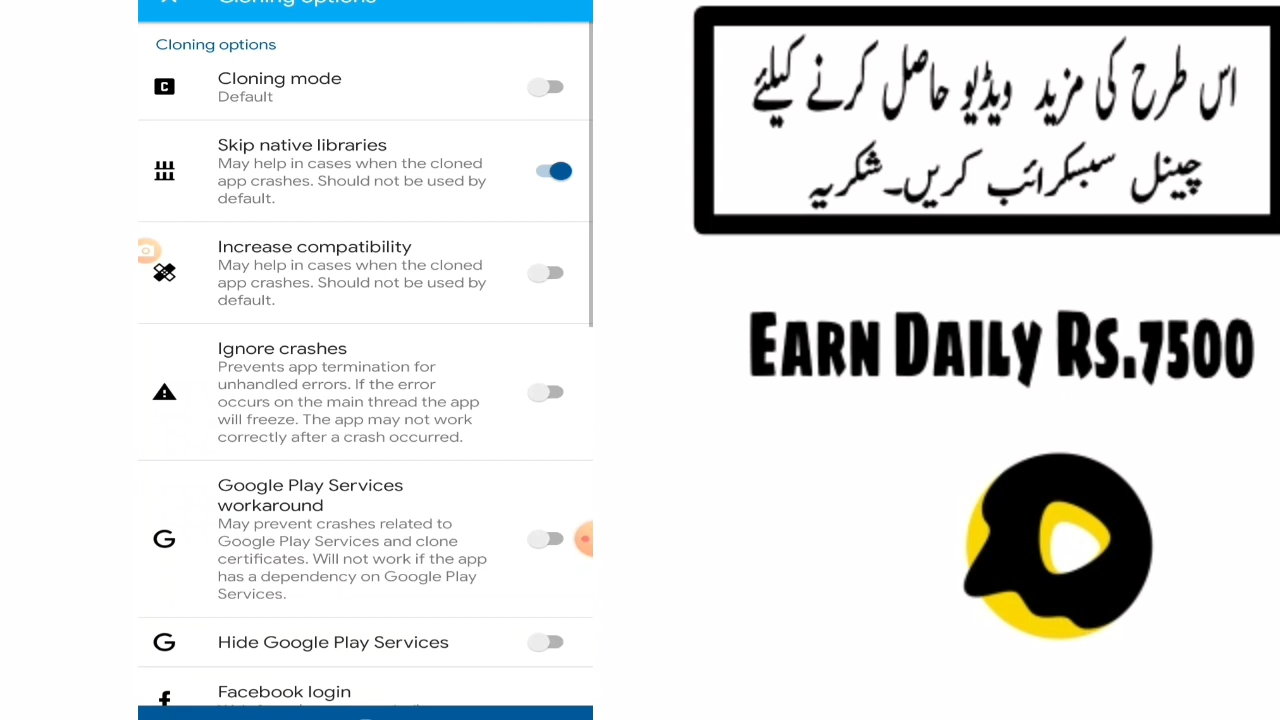 Cloning options
Cloning options
Cloning mode
Default
Skip native libraries
May help in cases when the cloned
app crashes. Should not be used by
default.
Increase compatibility
May help in cases when the cloned
app crashes. Should not be used by
default.
Ignore crashes
Prevents app termination for
unhandled errors. If the error
occurs on the main thread the app
will freeze. The app may not work
correctly after a crash occurred.
Google Play Services
workaround
May prevent crashes related to
Google Play Services and clone
certificates. Will not work if the app
has a dependency on Google Play
Services.
Hide Google Play Services
Facebook login
اس طرح کی مزید ویڈیو حاصل کرنے کیلئے
چینل سبسکرائب کریں۔شکریہ
Earn Daily Rs.7500